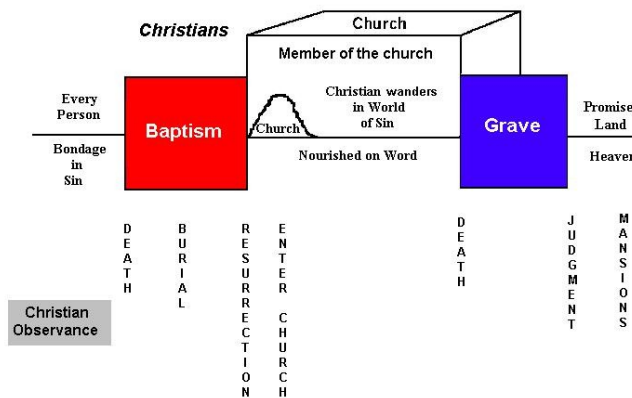 Christians
Church
Member of the church
Every
Person
Baptism
Church
Christian wanders
in World
of Sin
Grave
Promise
Land
Bondage
in
Sin
Nourished on Word
Heaven
DEATH
BURIAL
RESURRECTION
ENTER CHURCH
DEATH
JUDGMENT
MANSIONS
Christian
Observance